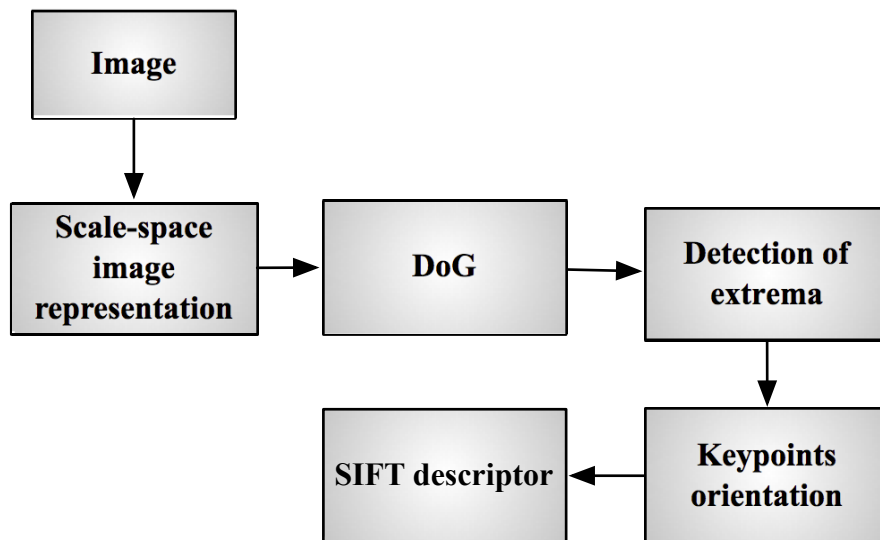 Image
Scale-space
image
representation
DoG
Detection of
extrema
Keypoints
orientation
SIFT descriptor